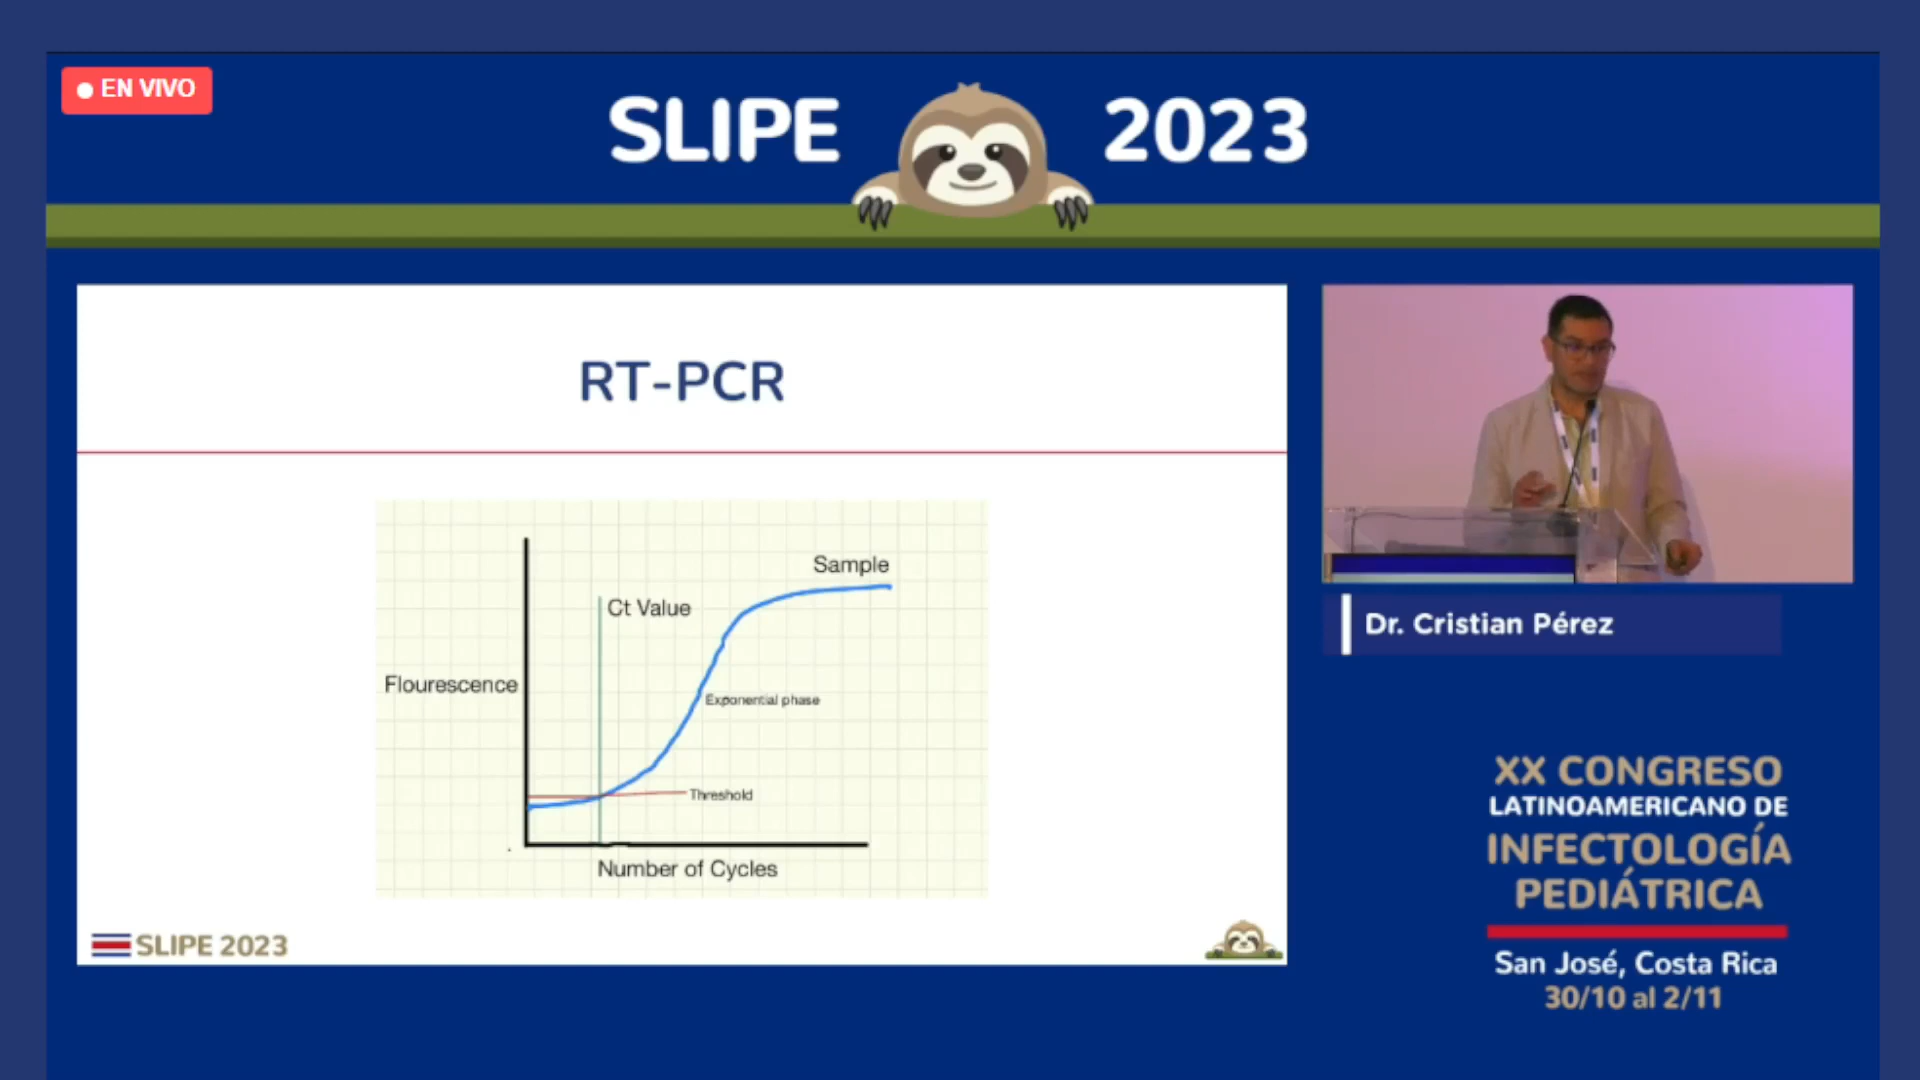 EN VIVO
SLIPE 2023
RT-PCR
Sample
Ct Value
Flourescence
Exponential phase
Threshold
Number of Cycles
SLIPE 2023
Dr. Cristian Pérez
XX CONGRESO
LATINOAMERICANO DE
INFECTOLOGÍA
PEDIÁTRICA
San José, Costa Rica
30/10 al 2/11